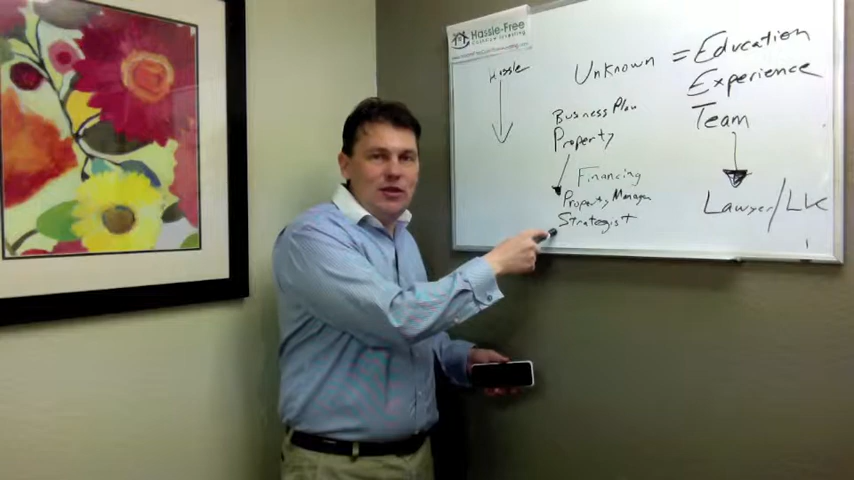 Hassle-Free
Hassle
Unknown = Education
Experience
Team
Business Plan
Property
Financing
Property Manager
Strategist
Lawyer/LLC